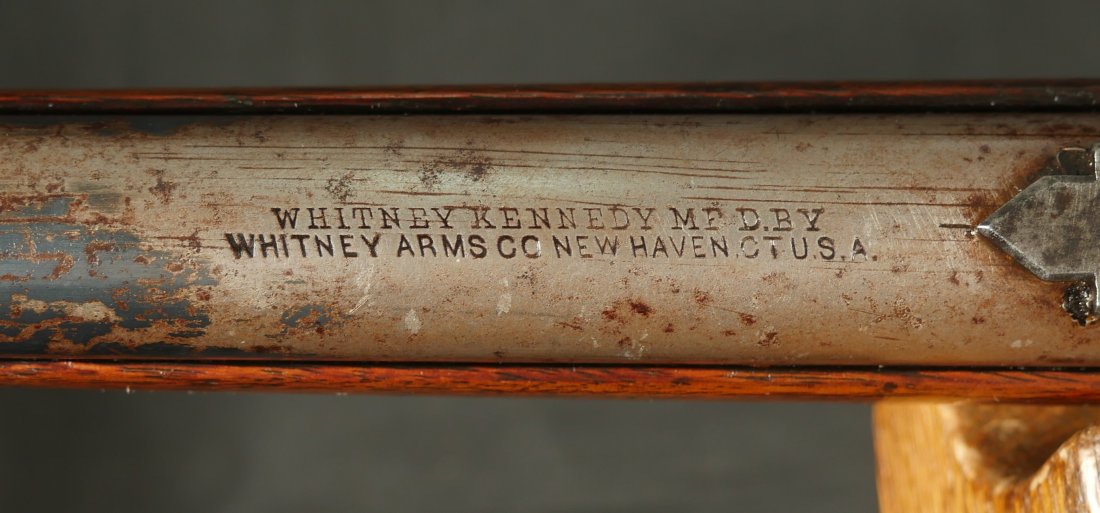 WHITNEY KENNEDY MF'D.BY
WHITNEY ARMS CO NEW HAVEN.CT U.S.A.